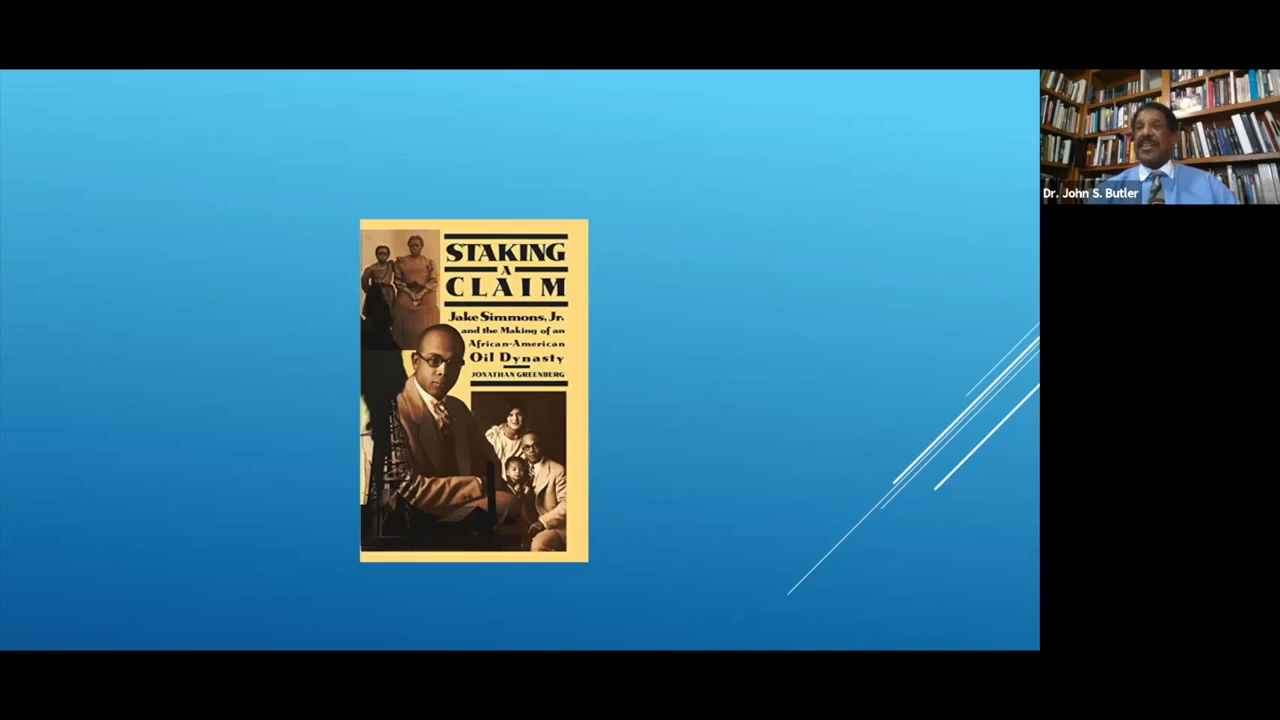 STAKING
A
CLAIM
Jake Simmons, Jr.
and the Making of an
African-American
Oil Dynasty
JONATHAN GREENBERG
Dr. John S. Butler